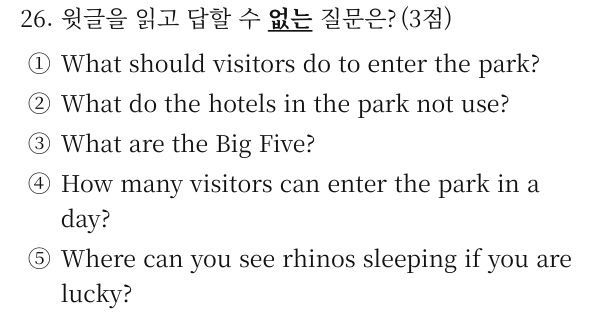 26. 윗글을 읽고 답할 수 없는 질문은?(3점)
① What should visitors do to enter the park?
② What do the hotels in the park not use?
③ What are the Big Five?
④ How many visitors can enter the park in a
day?
⑤ Where can you see rhinos sleeping if you are
lucky?